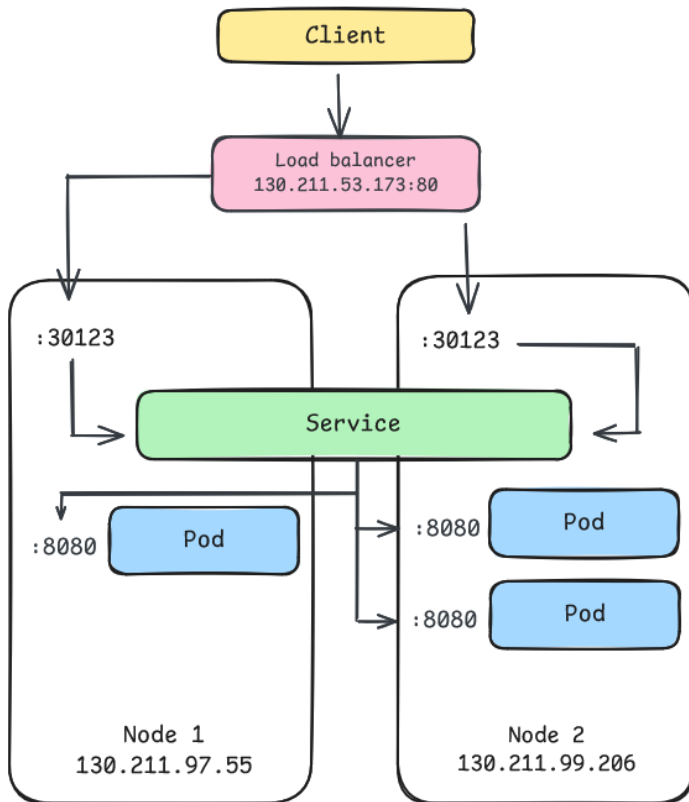 Client
Load balancer
130.211.53.173:80
:30123
:30123
Service
:8080
Pod
:8080
Pod
:8080
Pod
Node 1
130.211.97.55
Node 2
130.211.99.206